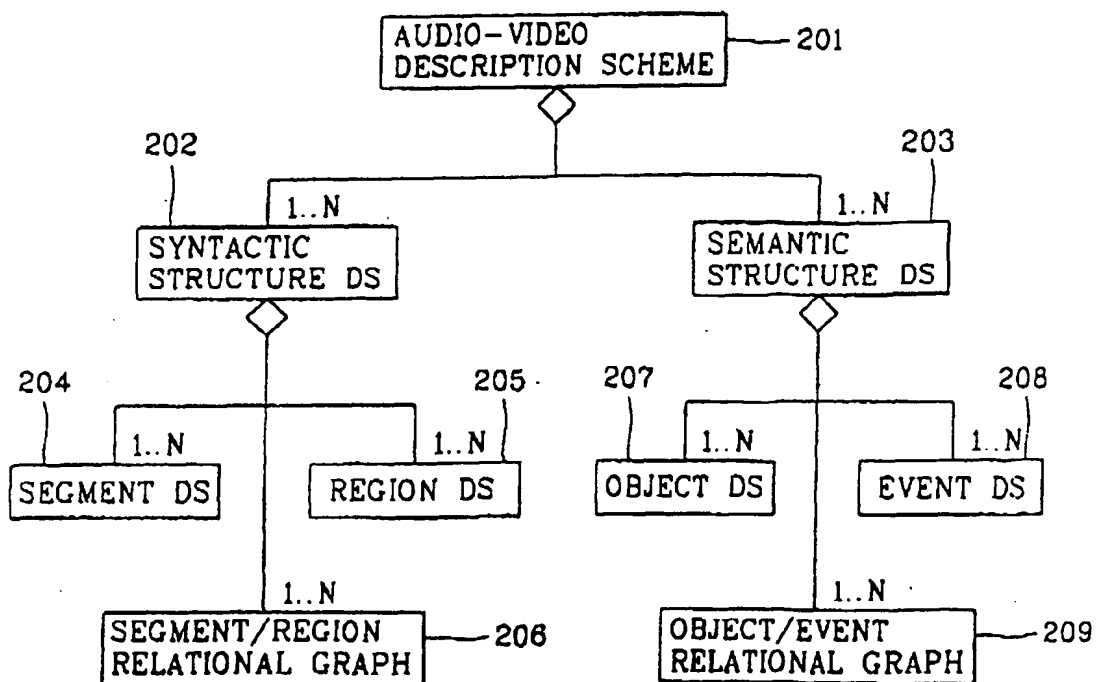 AUDIO-VIDEO
DESCRIPTION SCHEME
201
202
203
1..N
1..N
SYNTACTIC
STRUCTURE DS
SEMANTIC
STRUCTURE DS
204
205
207
208
1..N
1..N
1..N
1..N
SEGMENT DS
REGION DS
OBJECT DS
EVENT DS
1..N
1..N
SEGMENT/REGION
RELATIONAL GRAPH
206
OBJECT/EVENT
RELATIONAL GRAPH
209